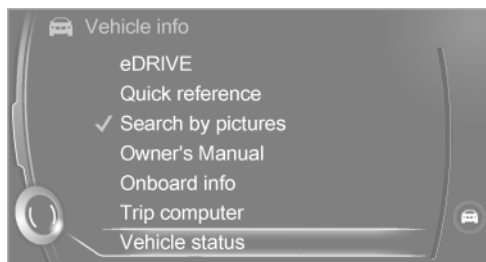 Vehicle info
eDRIVE
Quick reference
Search by pictures
Owner's Manual
Onboard info
Trip computer
Vehicle status